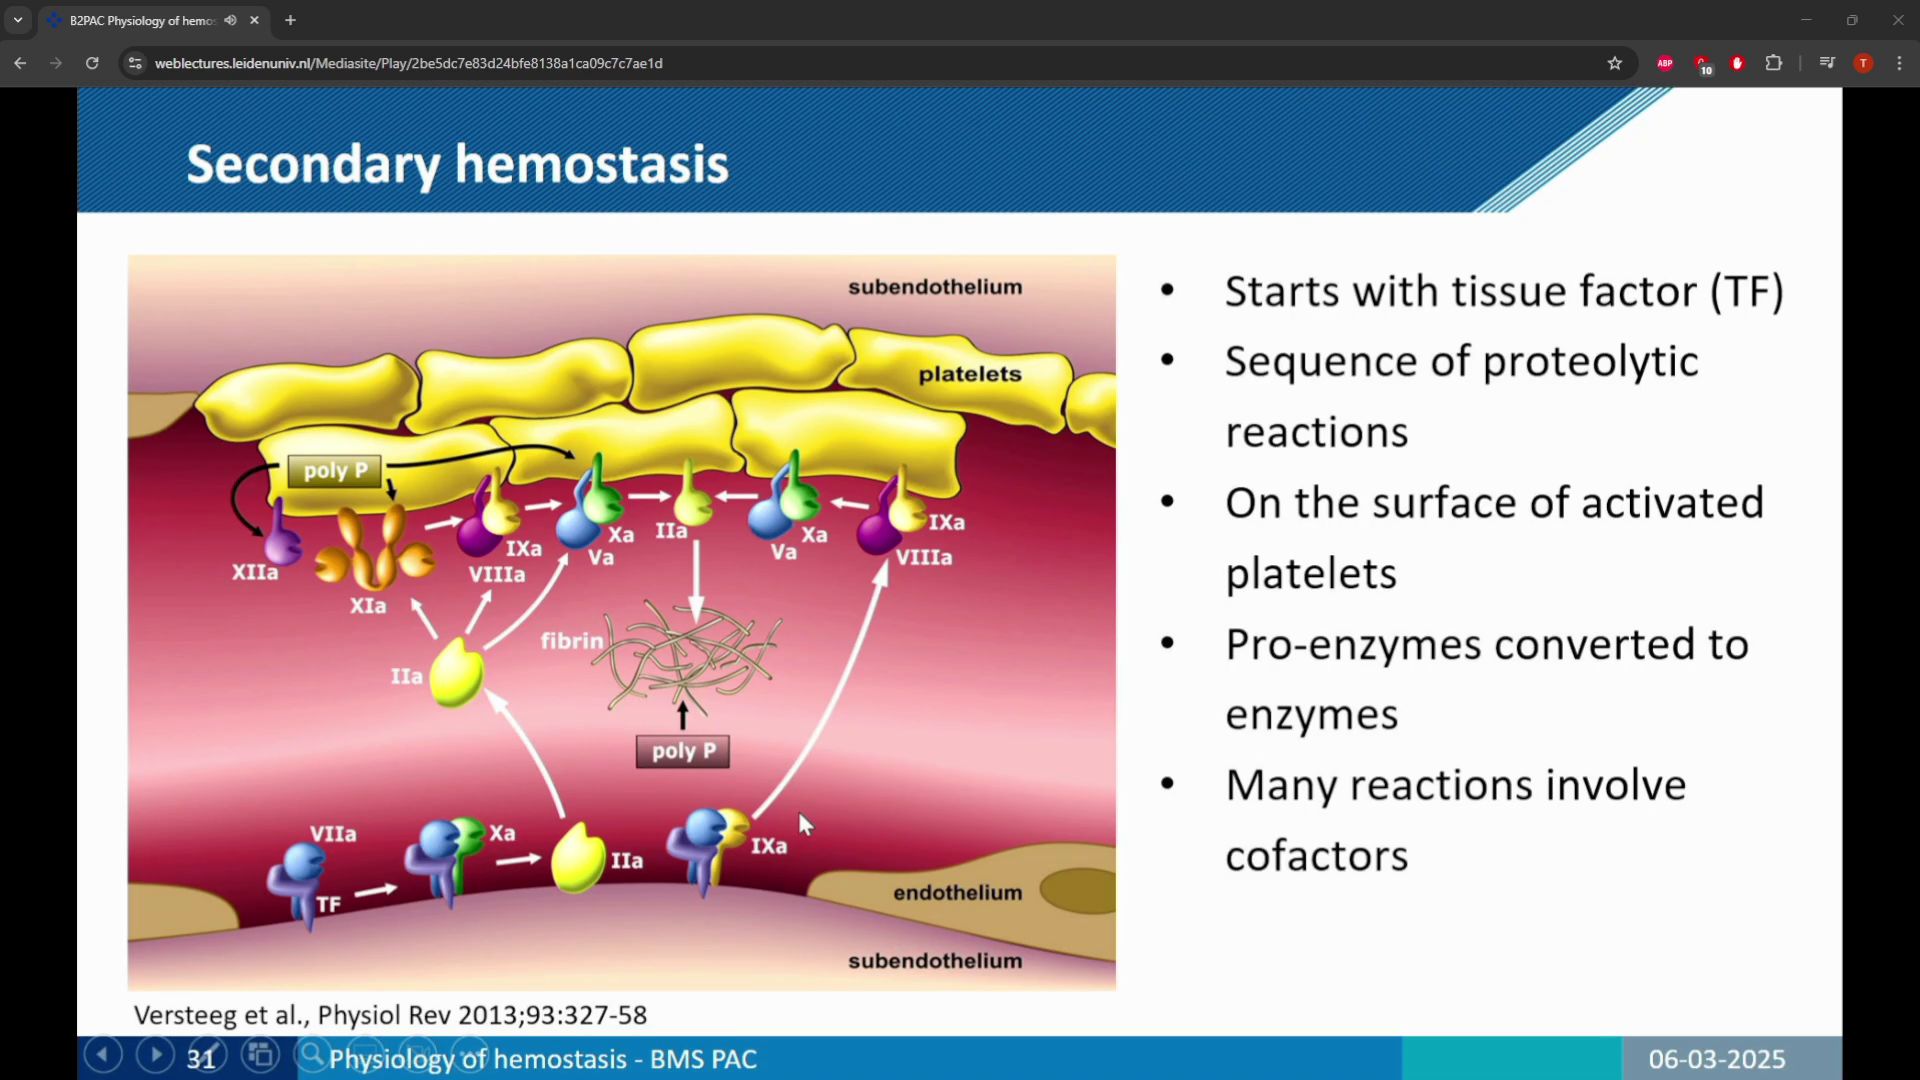 B2PAC Physiology of hemos
weblectures.leidenuniv.nl/Mediasite/Play/2be5dc7e83d24bfe8138a1ca09c7c7ae1d
ABP
10
T
Secondary hemostasis
subendothelium
platelets
poly P
XIIa
XIa
IXa
VIIIa
Xa
Va
IIa
Xa
Va
IXa
VIIIa
IIa
fibrin
poly P
VIIa
TF
Xa
IIa
IXa
endothelium
subendothelium
• Starts with tissue factor (TF)
• Sequence of proteolytic
reactions
• On the surface of activated
platelets
• Pro-enzymes converted to
enzymes
• Many reactions involve
cofactors
Versteeg et al., Physiol Rev 2013;93:327-58
31
Physiology of hemostasis - BMS PAC
06-03-2025